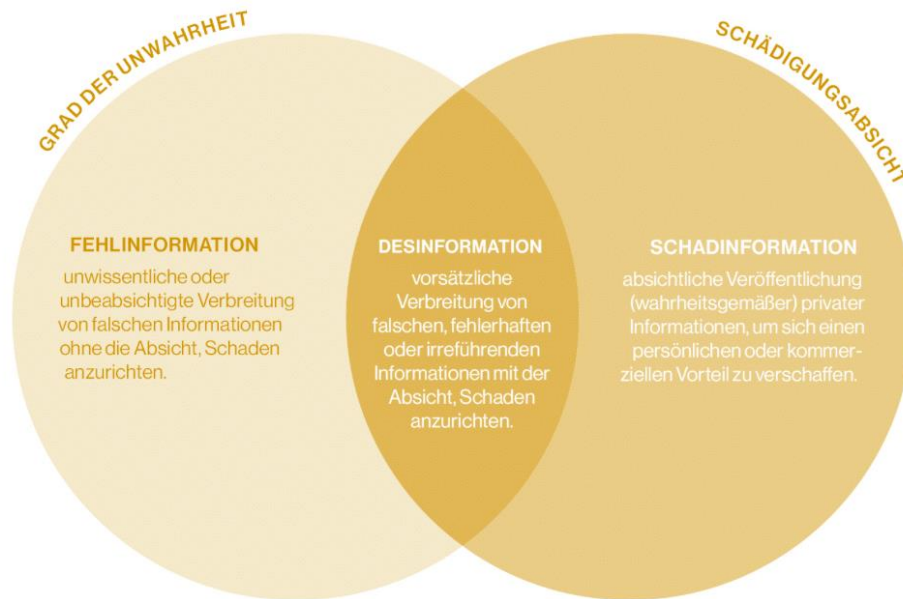 GRAD DER UNWAHRHEIT
SCHÄDIGUNGSABSICHT
FEHLINFORMATION
unwissentliche oder
unbeabsichtigte Verbreitung
von falschen Informationen
ohne die Absicht, Schaden
anzurichten.
DESINFORMATION
vorsätzliche
Verbreitung von
falschen, fehlerhaften
oder irreführenden
Informationen mit der
Absicht, Schaden
anzurichten.
SCHADINFORMATION
absichtliche Veröffentlichung
(wahrheitsgemäßer) privater
Informationen, um sich einen
persönlichen oder kommer-
ziellen Vorteil zu verschaffen.